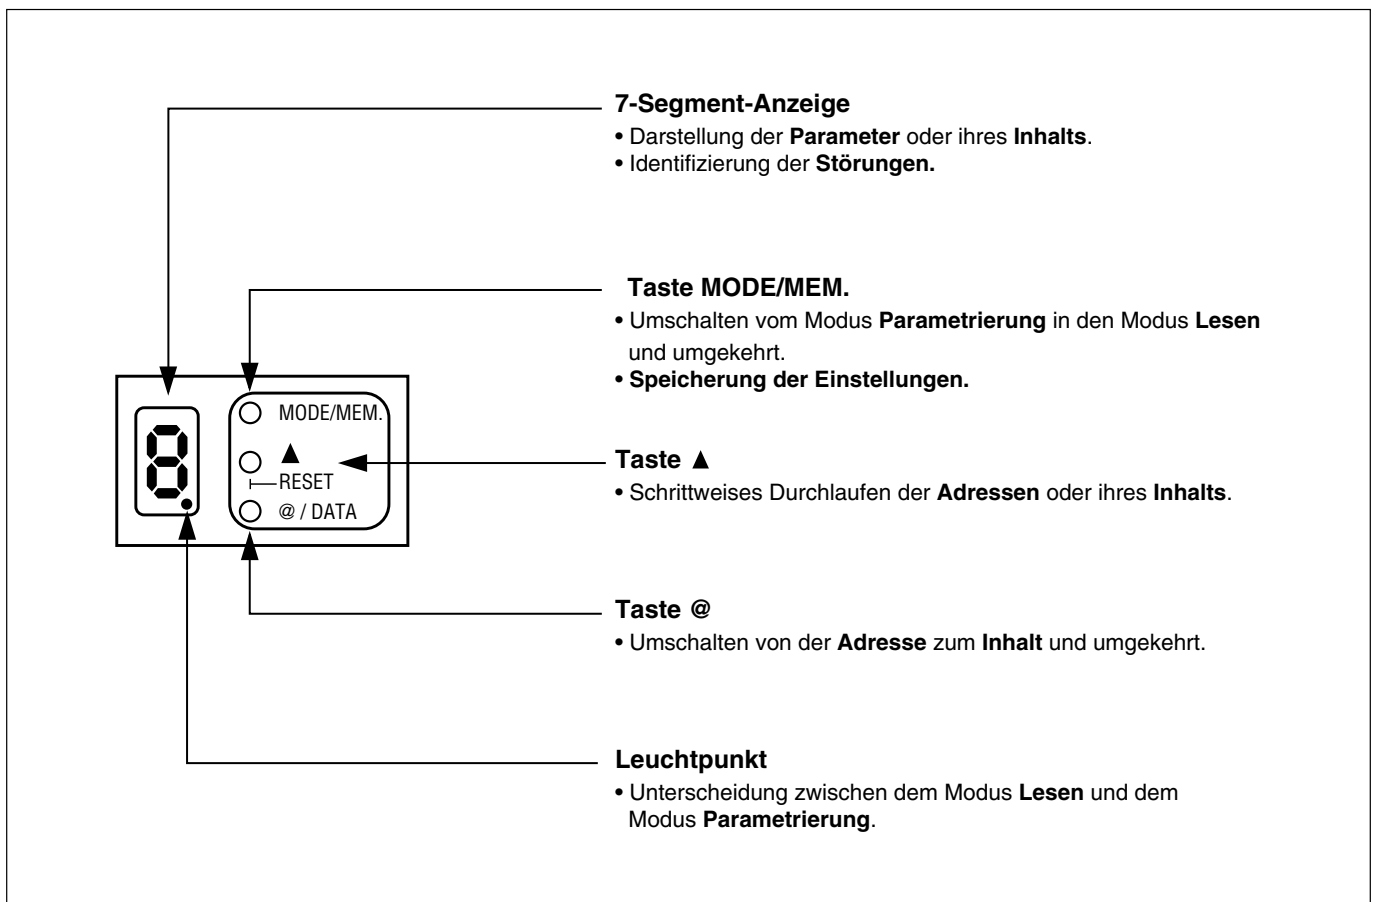 7-Segment-Anzeige
• Darstellung der Parameter oder ihres Inhalts.
• Identifizierung der Störungen.
Taste MODE/MEM.
• Umschalten vom Modus Parametrierung in den Modus Lesen
und umgekehrt.
• Speicherung der Einstellungen.
8.
MODE/MEM.
▲
RESET
@ / DATA
Taste ▲
• Schrittweises Durchlaufen der Adressen oder ihres Inhalts.
Taste @
• Umschalten von der Adresse zum Inhalt und umgekehrt.
Leuchtpunkt
• Unterscheidung zwischen dem Modus Lesen und dem
Modus Parametrierung.